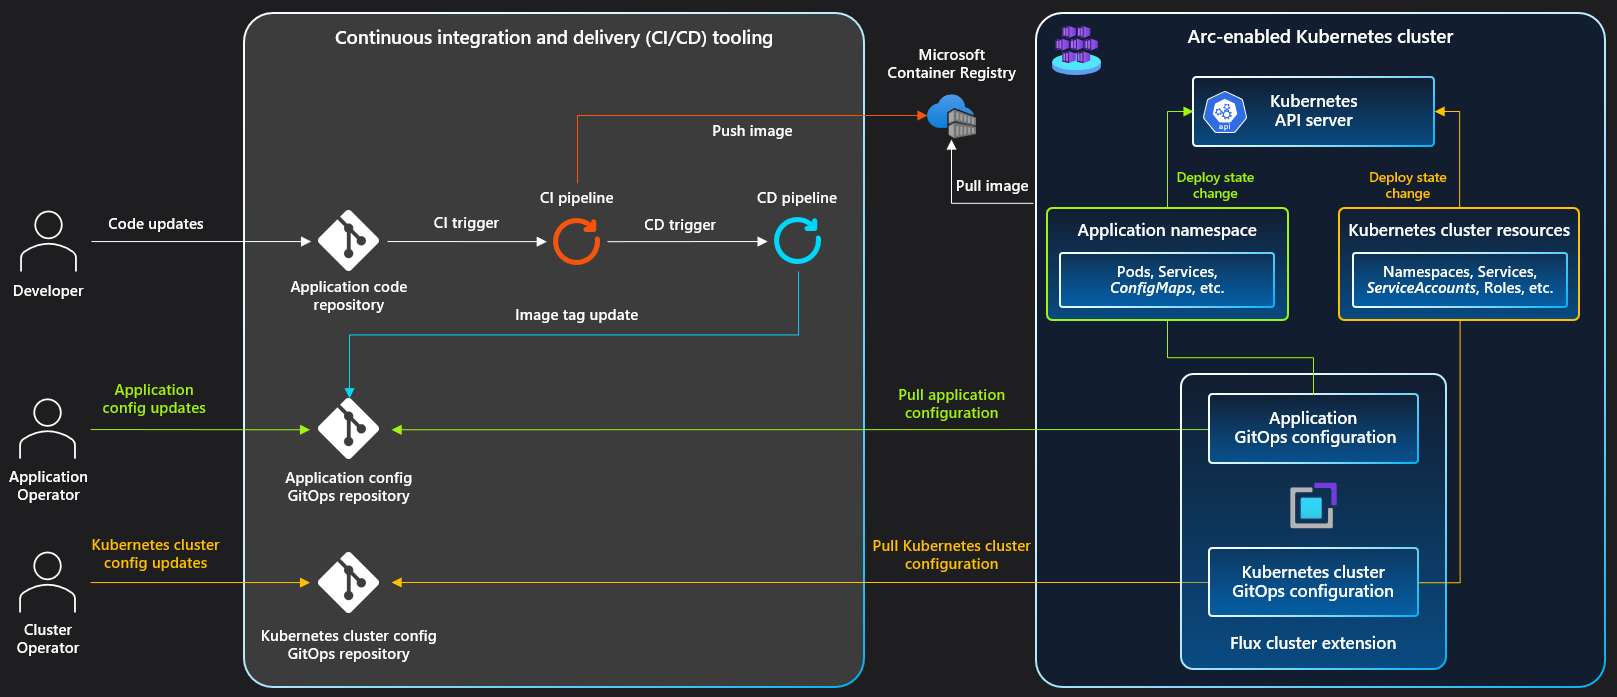 Continuous integration and delivery (CI/CD) tooling
Microsoft
Container Registry
Arc-enabled Kubernetes cluster
Kubernetes
API server
api
Push image
Pull image
Deploy state
change
Deploy state
change
Developer
Code updates
Application code
repository
CI trigger
CI pipeline
CD trigger
CD pipeline
Image tag update
Application namespace
Pods, Services,
ConfigMaps, etc.
Kubernetes cluster resources
Namespaces, Services,
ServiceAccounts, Roles, etc.
Application
Operator
Application
config updates
Application config
GitOps repository
Pull application
configuration
Application
GitOps configuration
Cluster
Operator
Kubernetes cluster
config updates
Kubernetes cluster config
GitOps repository
Pull Kubernetes cluster
configuration
Kubernetes cluster
GitOps configuration
Flux cluster extension